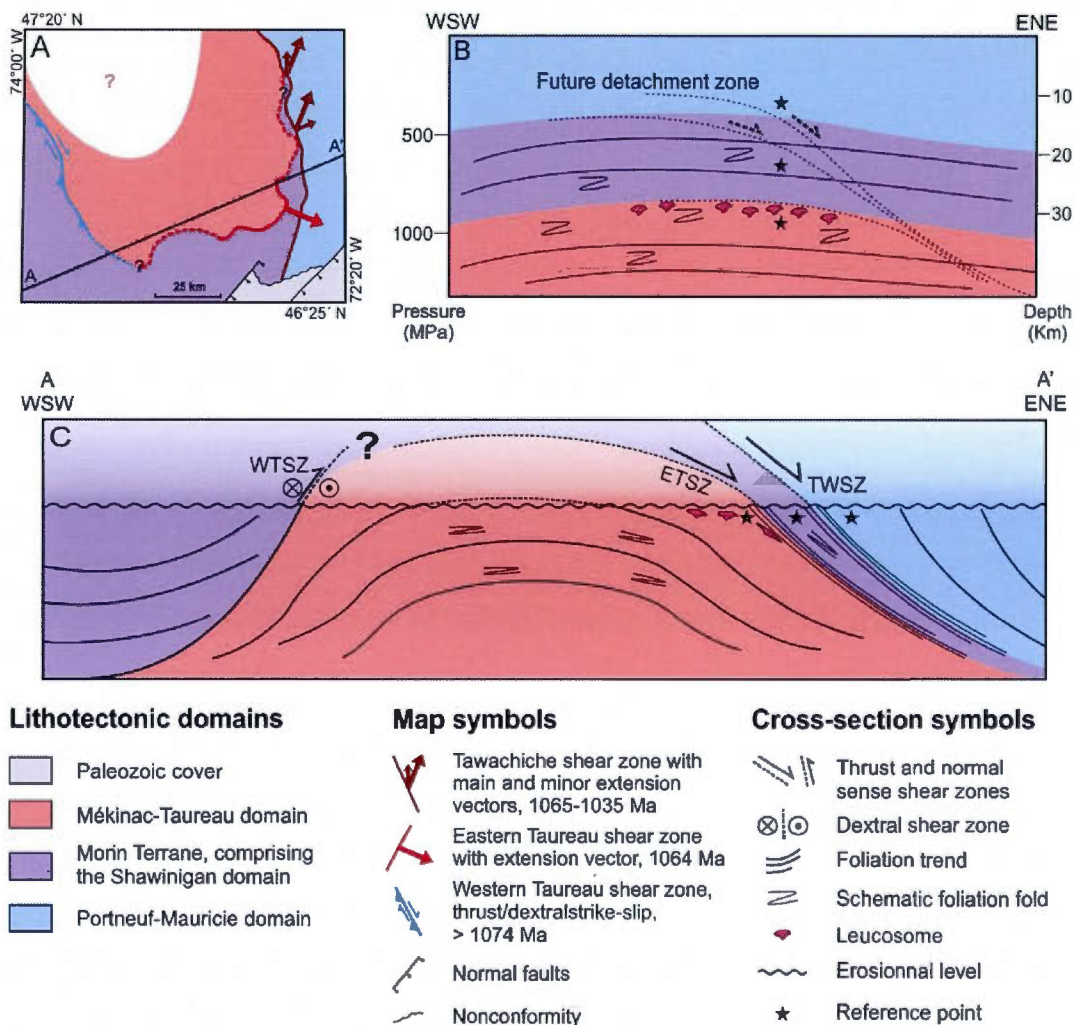 47°20' N
74°00' W
A
?
?
A'
A
?
25 km
72°20' W
46°25' N
WSW
ENE
B
Future detachment zone
500
1000
10
20
30
Pressure
(MPa)
Depth
(Km)
A
WSW
A'
ENE
C
WTSZ
?
ETSZ
TWSZ
Lithotectonic domains
Paleozoic cover
Mékinac-Taureau domain
Morin Terrane, comprising
the Shawinigan domain
Portneuf-Mauricie domain
Map symbols
Tawachiche shear zone with
main and minor extension
vectors, 1065-1035 Ma
Eastern Taureau shear zone
with extension vector, 1064 Ma
Western Taureau shear zone,
thrust/dextralstrike-slip,
> 1074 Ma
Normal faults
Nonconformity
Cross-section symbols
Thrust and normal
sense shear zones
Dextral shear zone
Foliation trend
Schematic foliation fold
Leucosome
Erosionnal level
Reference point